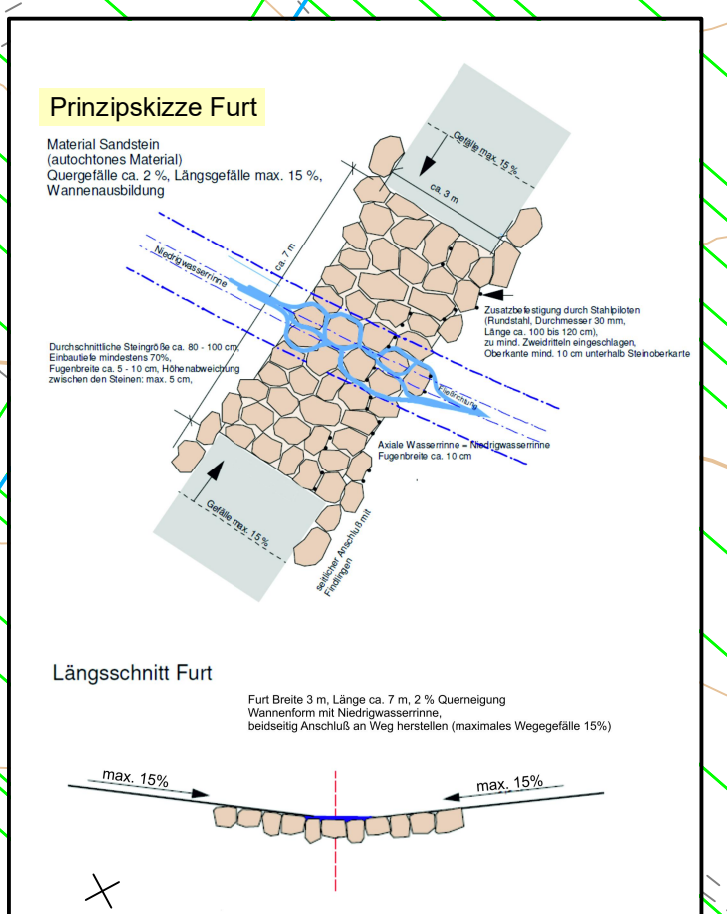 Prinzipskizze Furt
Material Sandstein
(autochtones Material)
Quergefälle ca. 2 %, Längsgefälle max. 15 %,
Wannenausbildung
Gefälle max. 15 %
ca. 3 m
ca. 7 m
Niedrigwasserrinne
Zusatzbefestigung durch Stahlpiloten
(Rundstahl, Durchmesser 30 mm,
Länge ca. 100 bis 120 cm),
zu mind. Zweidritteln eingeschlagen,
Oberkante mind. 10 cm unterhalb Steinoberkarte
Durchschnittliche Steingröße ca. 80 - 100 cm,
Einbautiefe mindestens 70%,
Fugenbreite ca. 5 - 10 cm, Höhenabweichung
zwischen den Steinen: max. 5 cm,
Fließrichtung
Axiale Wasserrinne = Niedrigwasserrinne
Fugenbreite ca. 10 cm
Gefälle max. 15 %
seitlicher Anschluß mit
Findlingen
Längsschnitt Furt
Furt Breite 3 m, Länge ca. 7 m, 2 % Querneigung
Wannenform mit Niedrigwasserrinne,
beidseitig Anschluß an Weg herstellen (maximales Wegegefälle 15%)
max. 15%
max. 15%